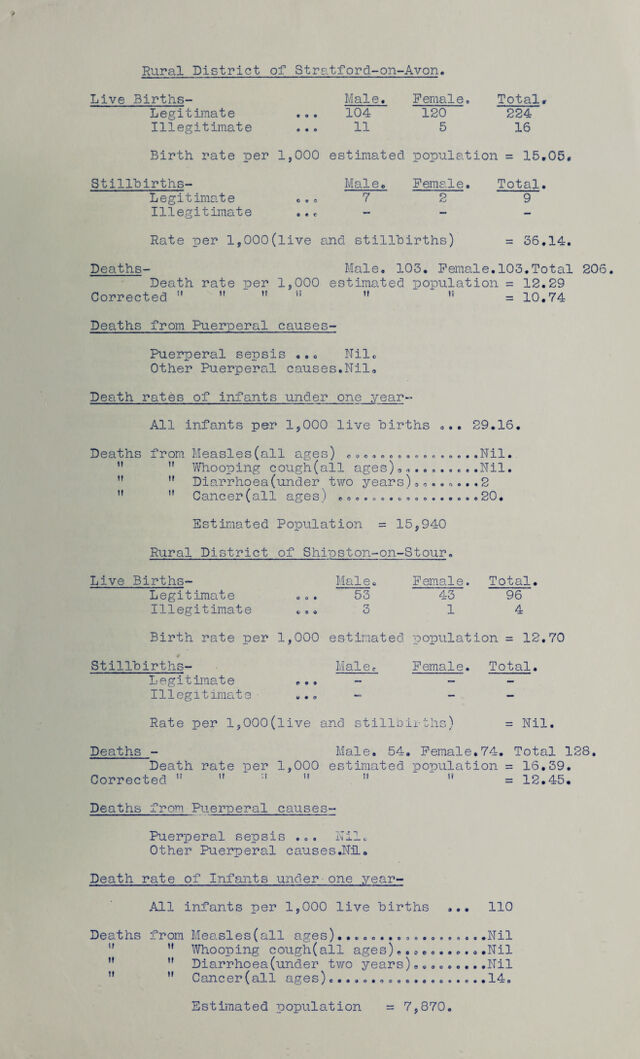 Rural District of Stratford-on-Avon.
Live Births- Male. Female. Total.
Legitimate ... 104 120 224
Illegitimate ... 11 5 16
Birth rate per 1,000 estimated population = 15.05.
Stillbirths- Male. Female. Total.
Legitimate ... 7 2 9
Illegitimate ... - - -
Rate per 1,000(live and stillbirths) = 36.14.
Deaths- Male. 103. Female.103.Total 206.
Death rate per 1,000 estimated population = 12.29
Corrected " " " " " " = 10.74
Deaths from Puerperal causes-
Puerperal sepsis ... Nil.
Other Puerperal causes.Nil.
Death rates of infants under one year-
All infants per 1,000 live births ... 29.16.
Deaths from Measles(all ages) ................Nil.
" " Whooping cough(all ages)..........Nil.
" " Diarrhoea(under two years)........2
" " Cancer(all ages) .................20.
Estimated Population = 15,940
Rural District of Shipston-on-Stour.
Live Births- Male. Female. Total.
Legitimate ... 53 43 96
Illegitimate ... 3 1 4
Birth rate per 1,000 estimated population = 12.70
Stillbirths- Male. Female. Total.
Legitimate ... - - -
Illegitimate ... - - -
Rate per 1,000(live and stillbirths) = Nil.
Deaths - Male. 54. Female.74. Total 128.
Death rate per 1,000 estimated population = 16.39.
Corrected " " " " " " = 12.45.
Deaths from Puerperal causes-
Puerperal sepsis ... Nil.
Other Puerperal causes.Nil.
Death rate of Infants under one year-
All infants per 1,000 live births ... 110
Deaths from Measles(all ages)..................Nil
" " Whooping cough(all ages)...........Nil
" " Diarrhoea(under two years).........Nil
" " Cancer(all ages)...................14.
Estimated population = 7,870.